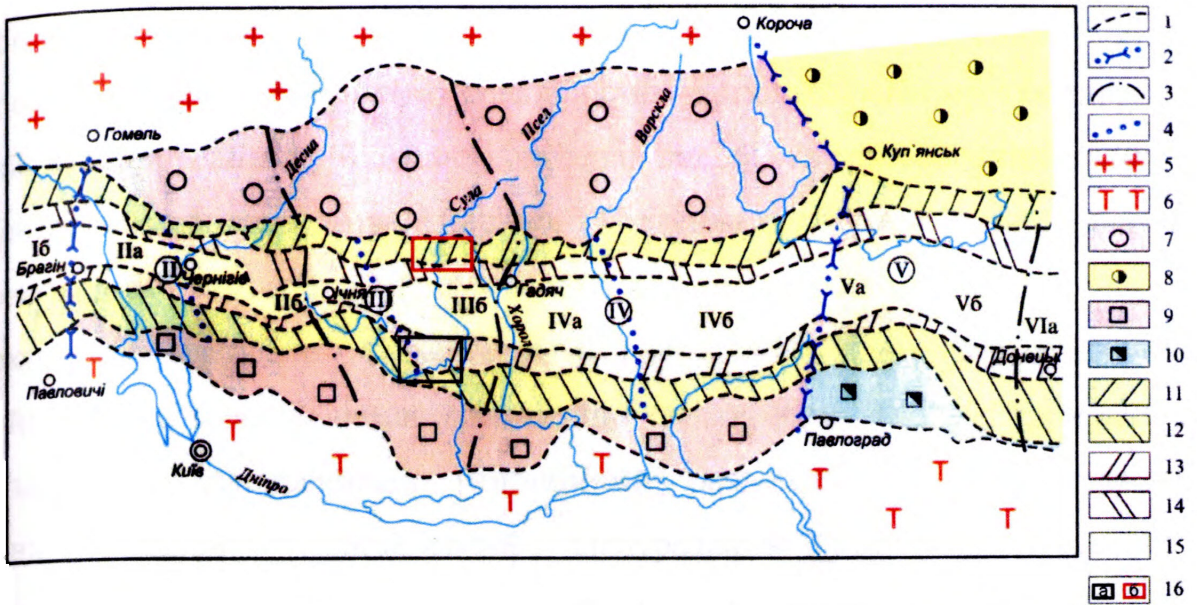 Короча
1
2
3
4
5
6
7
8
9
10
11
12
13
14
15
а б 16
Гомель
Десна
Псел
Ворскла
Сула
Куп'янськ
Iб
IIа
Брагін
II
Чернігів
IIб
Ічня
III
IIIб
Гадяч
Хорол
IVа
IV
IVб
Vа
V
Vб
VIа
Донецьк
Павловичі
Київ
Дніпро
Павлоград